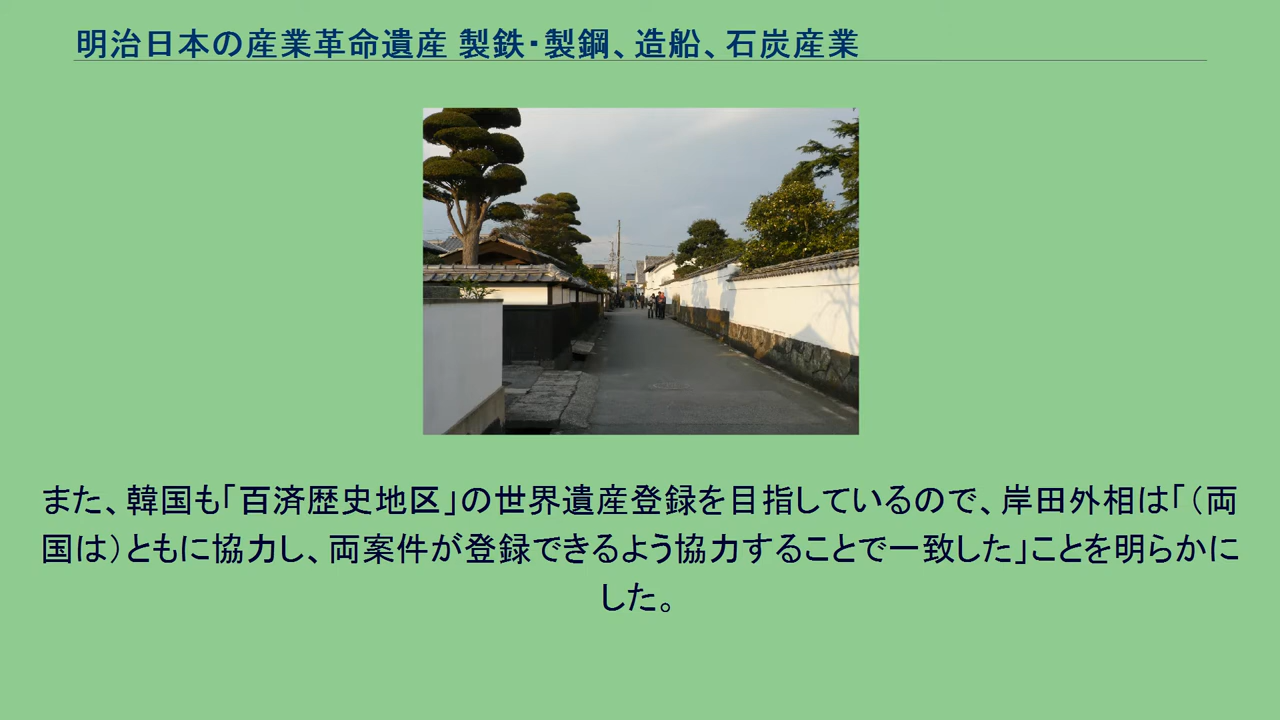 明治日本の産業革命遺産 製鉄・製鋼、造船、石炭産業
また、韓国も「百済歴史地区」の世界遺産登録を目指しているので、岸田外相は「（両
国は）ともに協力し、両案件が登録できるよう協力することで一致した」ことを明らかに
した。